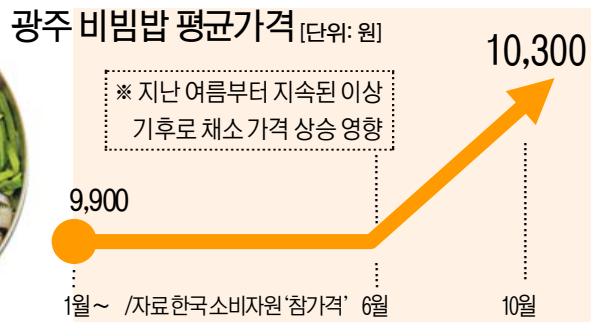 광주 비빔밥 평균가격 [단위: 원]
10,300
※ 지난 여름부터 지속된 이상
기후로 채소 가격 상승 영향
9,900
1월~ /자료 한국소비자원 '참가격' 6월 10월